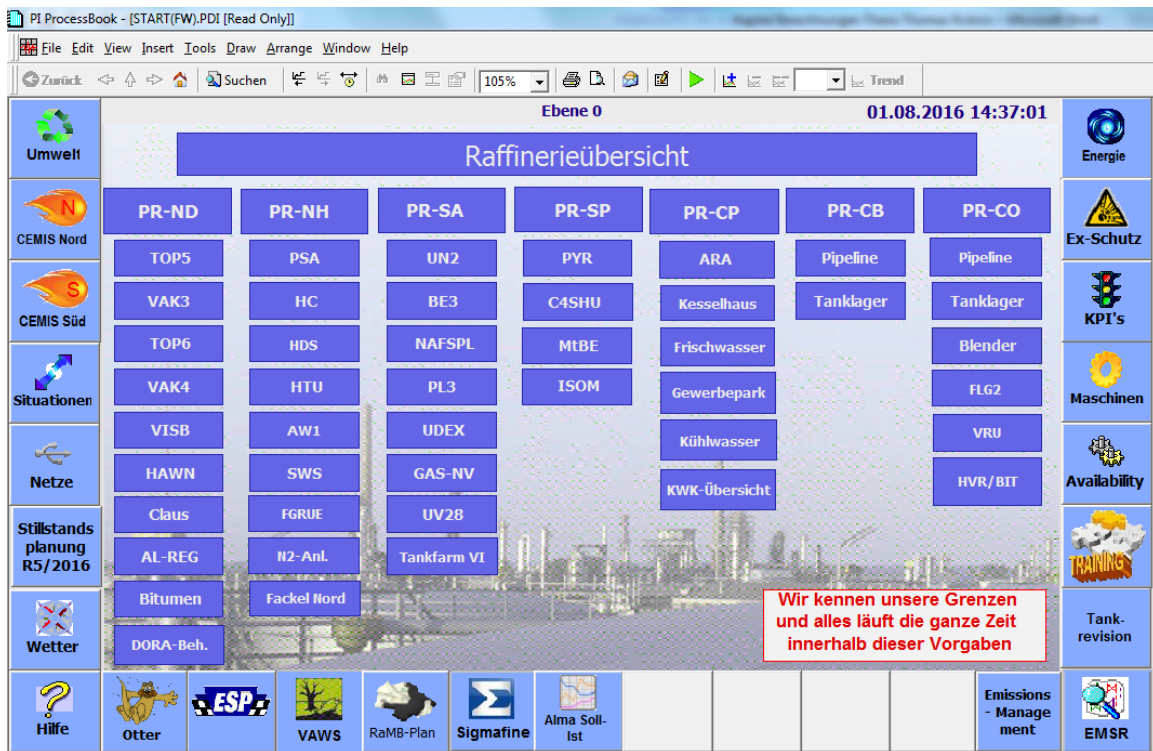 PI ProcessBook - [START(FW).PDI [Read Only]]
File Edit View Insert Tools Draw Arrange Window Help
Zurück Suchen 105% Trend
Ebene 0 01.08.2016 14:37:01
Raffinerieübersicht
Umwelt
CEMIS Nord
CEMIS Süd
Situationen
Netze
Stillstands
planung
R5/2016
Wetter
PR-ND PR-NH PR-SA PR-SP PR-CP PR-CB PR-CO
TOP5 PSA UN2 PYR ARA Pipeline Pipeline
VAK3 HC BE3 C4SHU Kesselhaus Tanklager Tanklager
TOP6 HDS NAFSPL MtBE Frischwasser Blender
VAK4 HTU PL3 ISOM Gewerbepark FLG2
VISB AW1 UDEX Kühlwasser VRU
HAWN SWS GAS-NV KWK-Übersicht HVR/BIT
Claus FGRUE UV28
AL-REG N2-Anl. Tankfarm VI
Bitumen Fackel Nord
DORA-Beh.
Wir kennen unsere Grenzen
und alles läuft die ganze Zeit
innerhalb dieser Vorgaben
Energie
Ex-Schutz
KPI's
Maschinen
Availability
TRAINING
Tank-
revision
Hilfe
Otter
ESP
VAWS
RaMB-Plan
Sigmafine
Alma Soll-
Ist
Emissions
- Manage
ment
EMSR